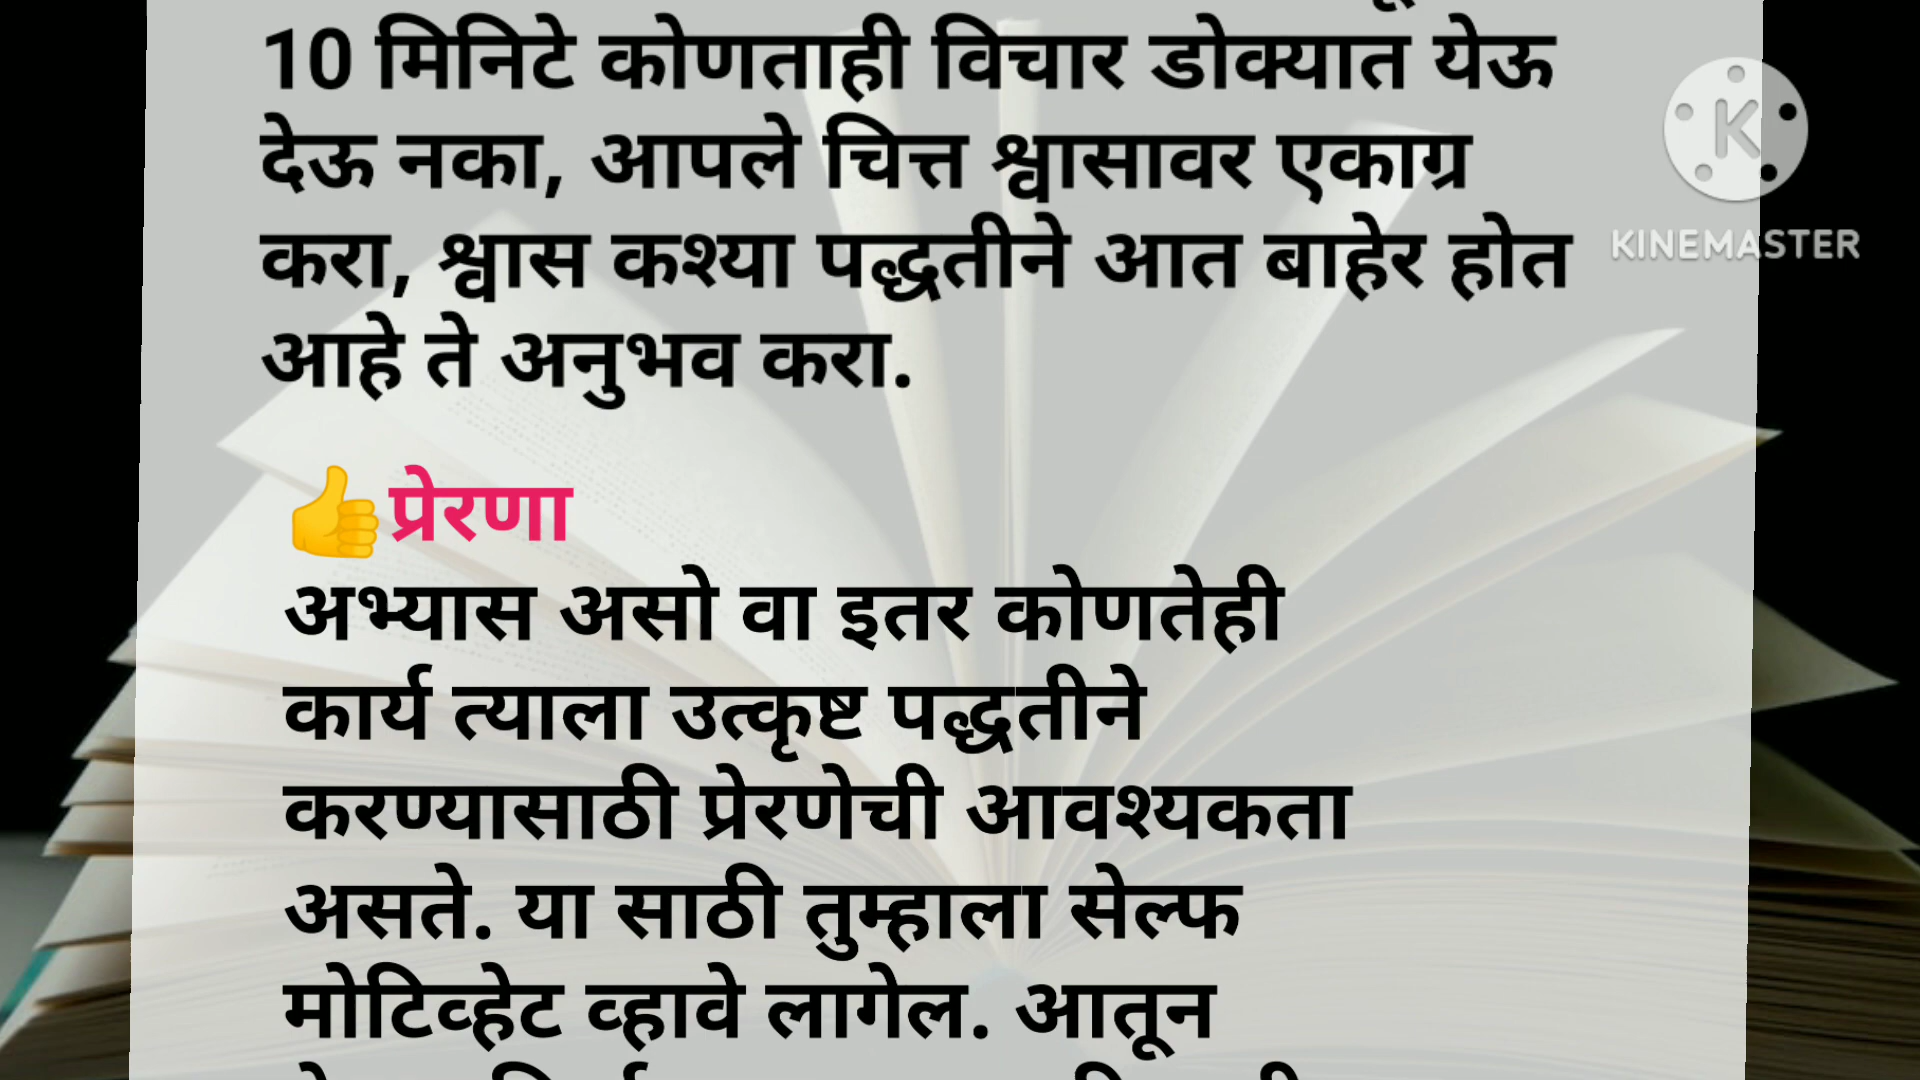 10 मिनिटे कोणताही विचार डोक्यात येऊ
देऊ नका, आपले चित्त श्वासावर एकाग्र
करा, श्वास कश्या पद्धतीने आत बाहेर होत
आहे ते अनुभव करा.
👍प्रेरणा
अभ्यास असो वा इतर कोणतेही
कार्य त्याला उत्कृष्ट पद्धतीने
करण्यासाठी प्रेरणेची आवश्यकता
असते. या साठी तुम्हाला सेल्फ
मोटिव्हेट व्हावे लागेल. आतून
K
KINEMASTER